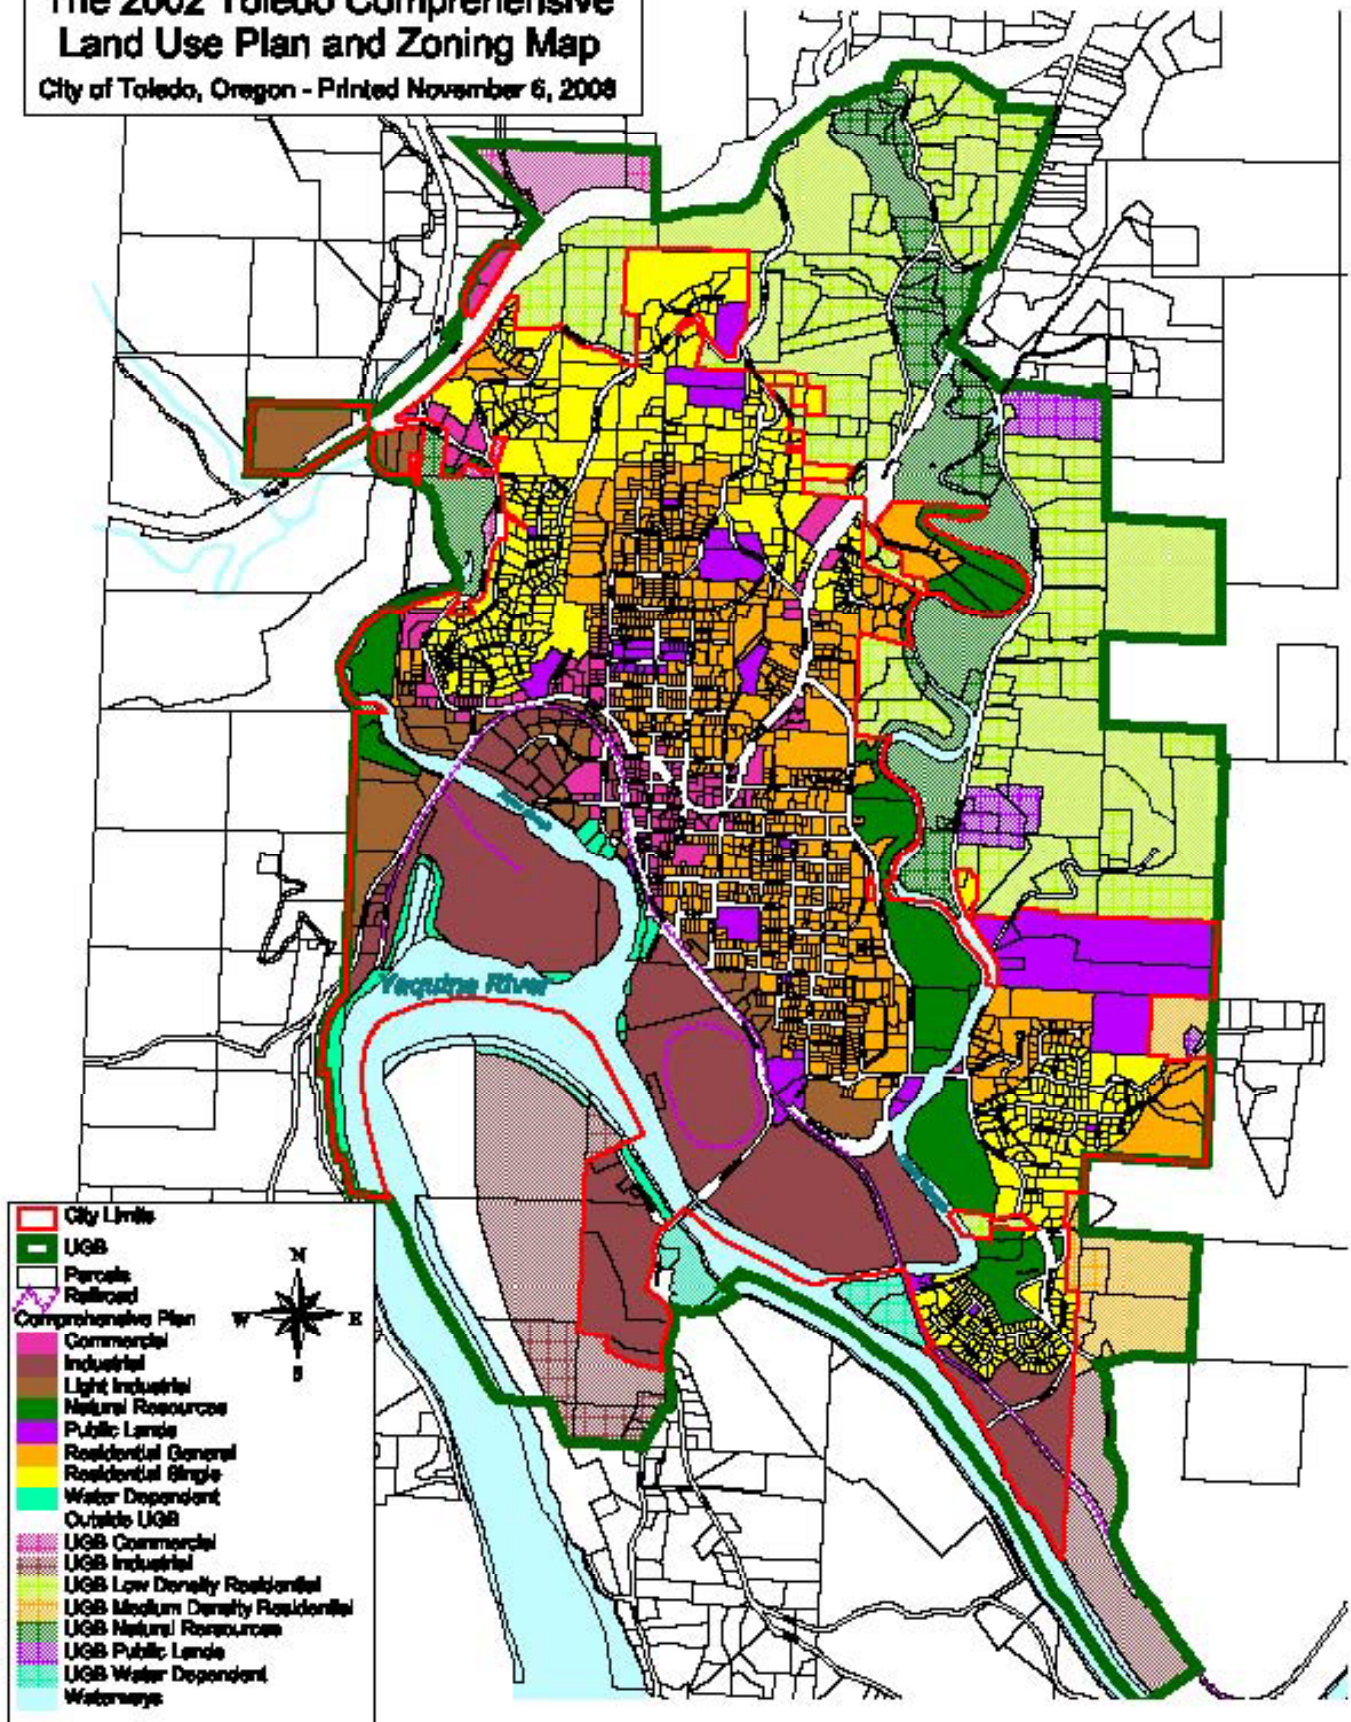 The 2002 Toledo Comprehensive
Land Use Plan and Zoning Map
City of Toledo, Oregon - Printed November 6, 2008
Yaquina River
N
W
E
S
City Limits
UGB
Parcels
Railroad
Comprehensive Plan
Commercial
Industrial
Light Industrial
Natural Resources
Public Lands
Residential General
Residential Single
Water Dependent
Outside UGB
UGB Commercial
UGB Industrial
UGB Low Density Residential
UGB Medium Density Residential
UGB Natural Resources
UGB Public Lands
UGB Water Dependent
Waterways